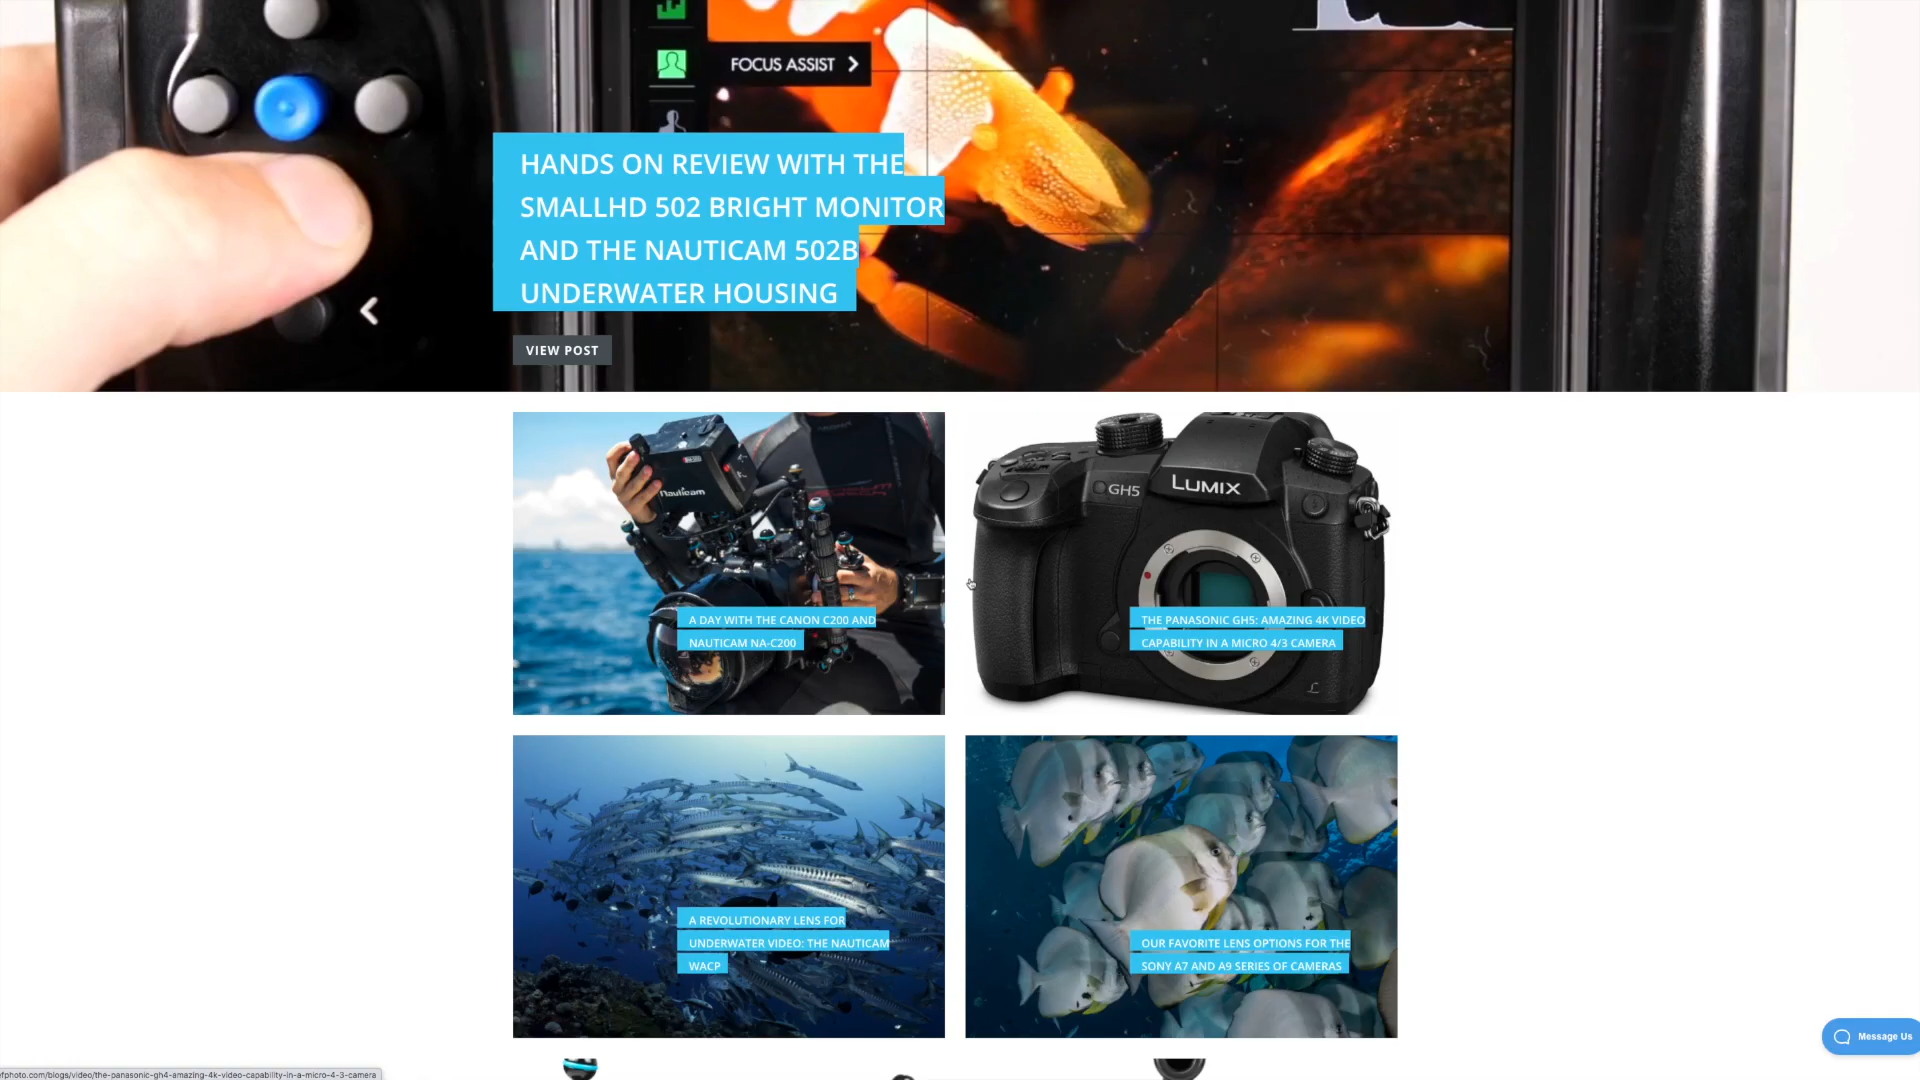 FOCUS ASSIST
HANDS ON REVIEW WITH THE
SMALLHD 502 BRIGHT MONITOR
AND THE NAUTICAM 502B
UNDERWATER HOUSING
VIEW POST
Nauticam
GH5
LUMIX
A DAY WITH THE CANON C200 AND
NAUTICAM NA-C200
THE PANASONIC GH5: AMAZING 4K VIDEO
CAPABILITY IN A MICRO 4/3 CAMERA
L
A REVOLUTIONARY LENS FOR
UNDERWATER VIDEO: THE NAUTICAM
WACP
OUR FAVORITE LENS OPTIONS FOR THE
SONY A7 AND A9 SERIES OF CAMERAS
Message Us
efphoto.com/blogs/video/the-panasonic-gh4-amazing-4k-video-capability-in-a-micro-4-3-camera